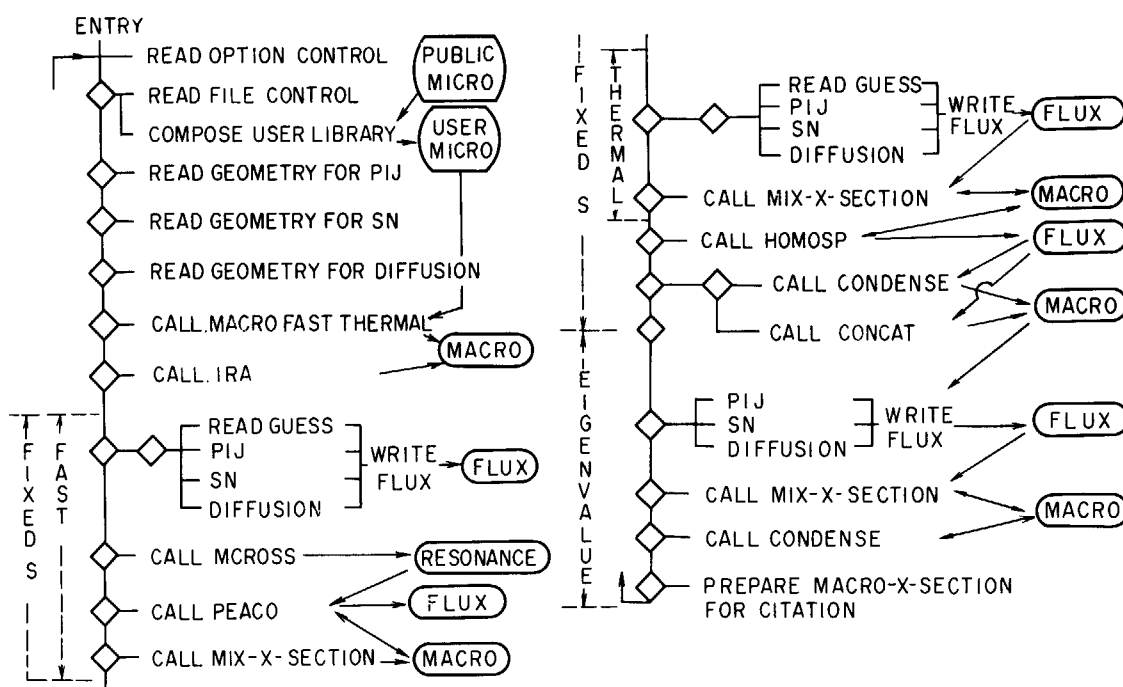 ENTRY
READ OPTION CONTROL
PUBLIC
MICRO
READ FILE CONTROL
COMPOSE USER LIBRARY
USER
MICRO
READ GEOMETRY FOR PIJ
READ GEOMETRY FOR SN
READ GEOMETRY FOR DIFFUSION
CALL.MACRO FAST THERMAL
MACRO
CALL.IRA
FIXED S
FAST
READ GUESS
PIJ
SN
DIFFUSION
WRITE
FLUX
FLUX
CALL MCROSS
RESONANCE
CALL PEACO
FLUX
CALL MIX-X-SECTION
MACRO
FIXED S
THERMAL
READ GUESS
PIJ
SN
DIFFUSION
WRITE
FLUX
FLUX
CALL MIX-X-SECTION
MACRO
CALL HOMOSP
FLUX
CALL CONDENSE
MACRO
CALL CONCAT
EIGENVALUE
PIJ
SN
DIFFUSION
WRITE
FLUX
FLUX
CALL MIX-X-SECTION
MACRO
CALL CONDENSE
PREPARE MACRO-X-SECTION
FOR CITATION